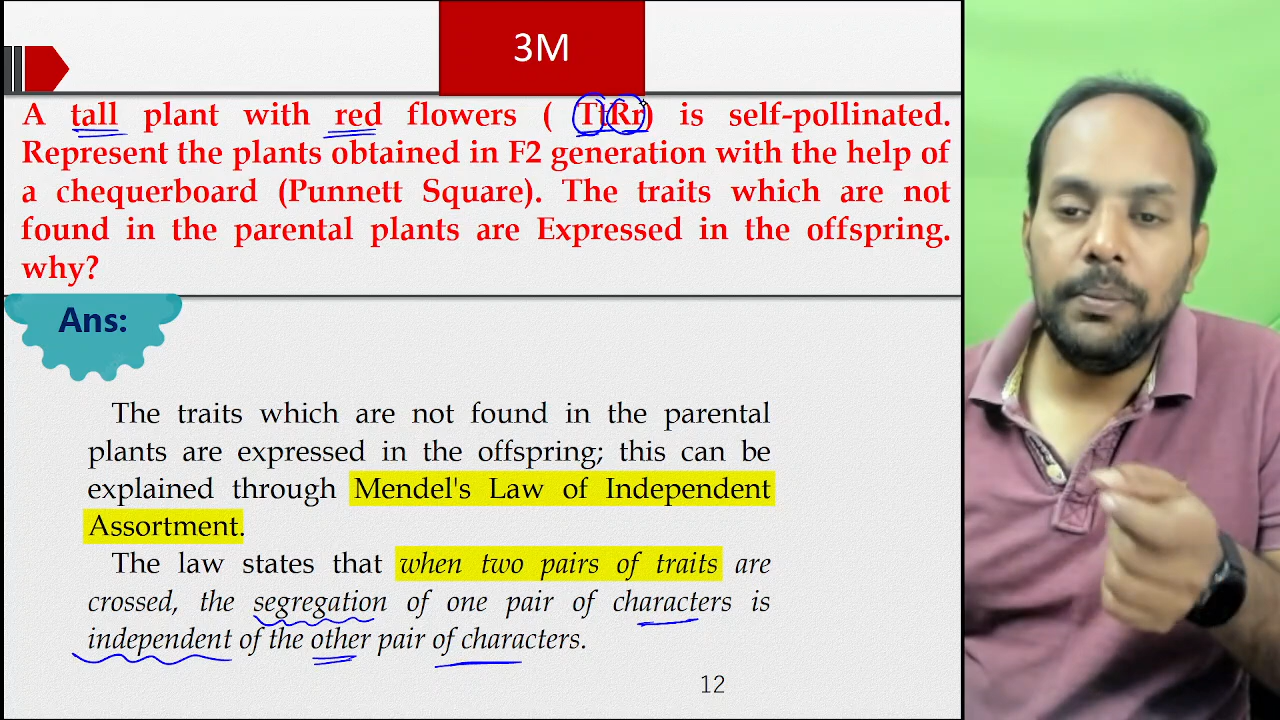 3M
A tall plant with red flowers ( TtRr) is self-pollinated.
Represent the plants obtained in F2 generation with the help of
a chequerboard (Punnett Square). The traits which are not
found in the parental plants are Expressed in the offspring.
why?
Ans:
The traits which are not found in the parental
plants are expressed in the offspring; this can be
explained through Mendel's Law of Independent
Assortment.
The law states that when two pairs of traits are
crossed, the segregation of one pair of characters is
independent of the other pair of characters.
12